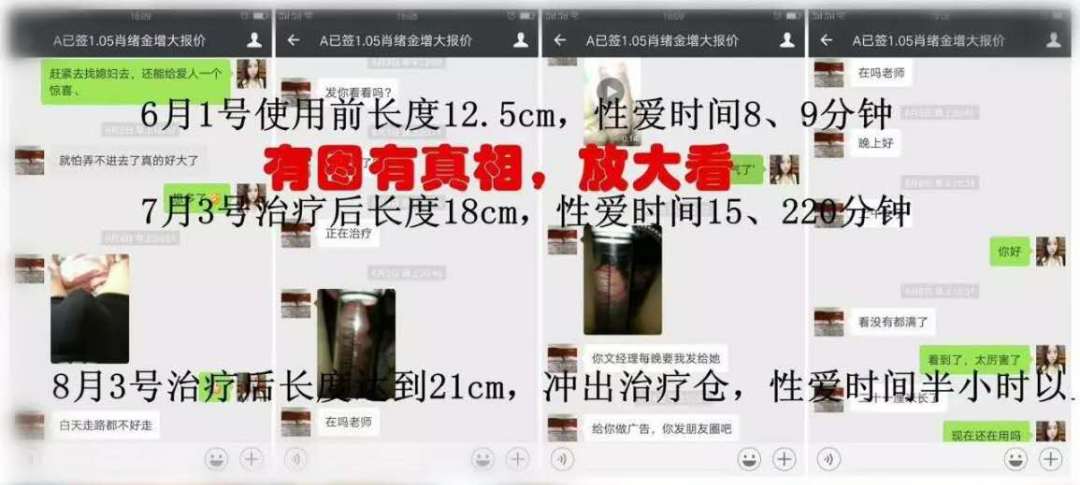 A已签1.05肖绪金增大报价
赶紧去找媳妇去，还能给爱人一个
惊喜、
就怕弄不进去了真的好大了
白天走路都不好走
A已签1.05肖绪金增大报价
发你看看吗?
正在治疗
在吗老师
A已签1.05肖绪金增大报价
你文经理每晚要我发给她
给你做广告，你发朋友圈吧
A已签1.05肖绪金增大报价
在吗老师
晚上好
你好
看没有都满了
看到了，太厉害了
现在还在用吗
6月1号使用前长度12.5cm，性爱时间8、9分钟
有图有真相，放大看
7月3号治疗后长度18cm，性爱时间15、220分钟
8月3号治疗后长度达到21cm，冲出治疗仓，性爱时间半小时以